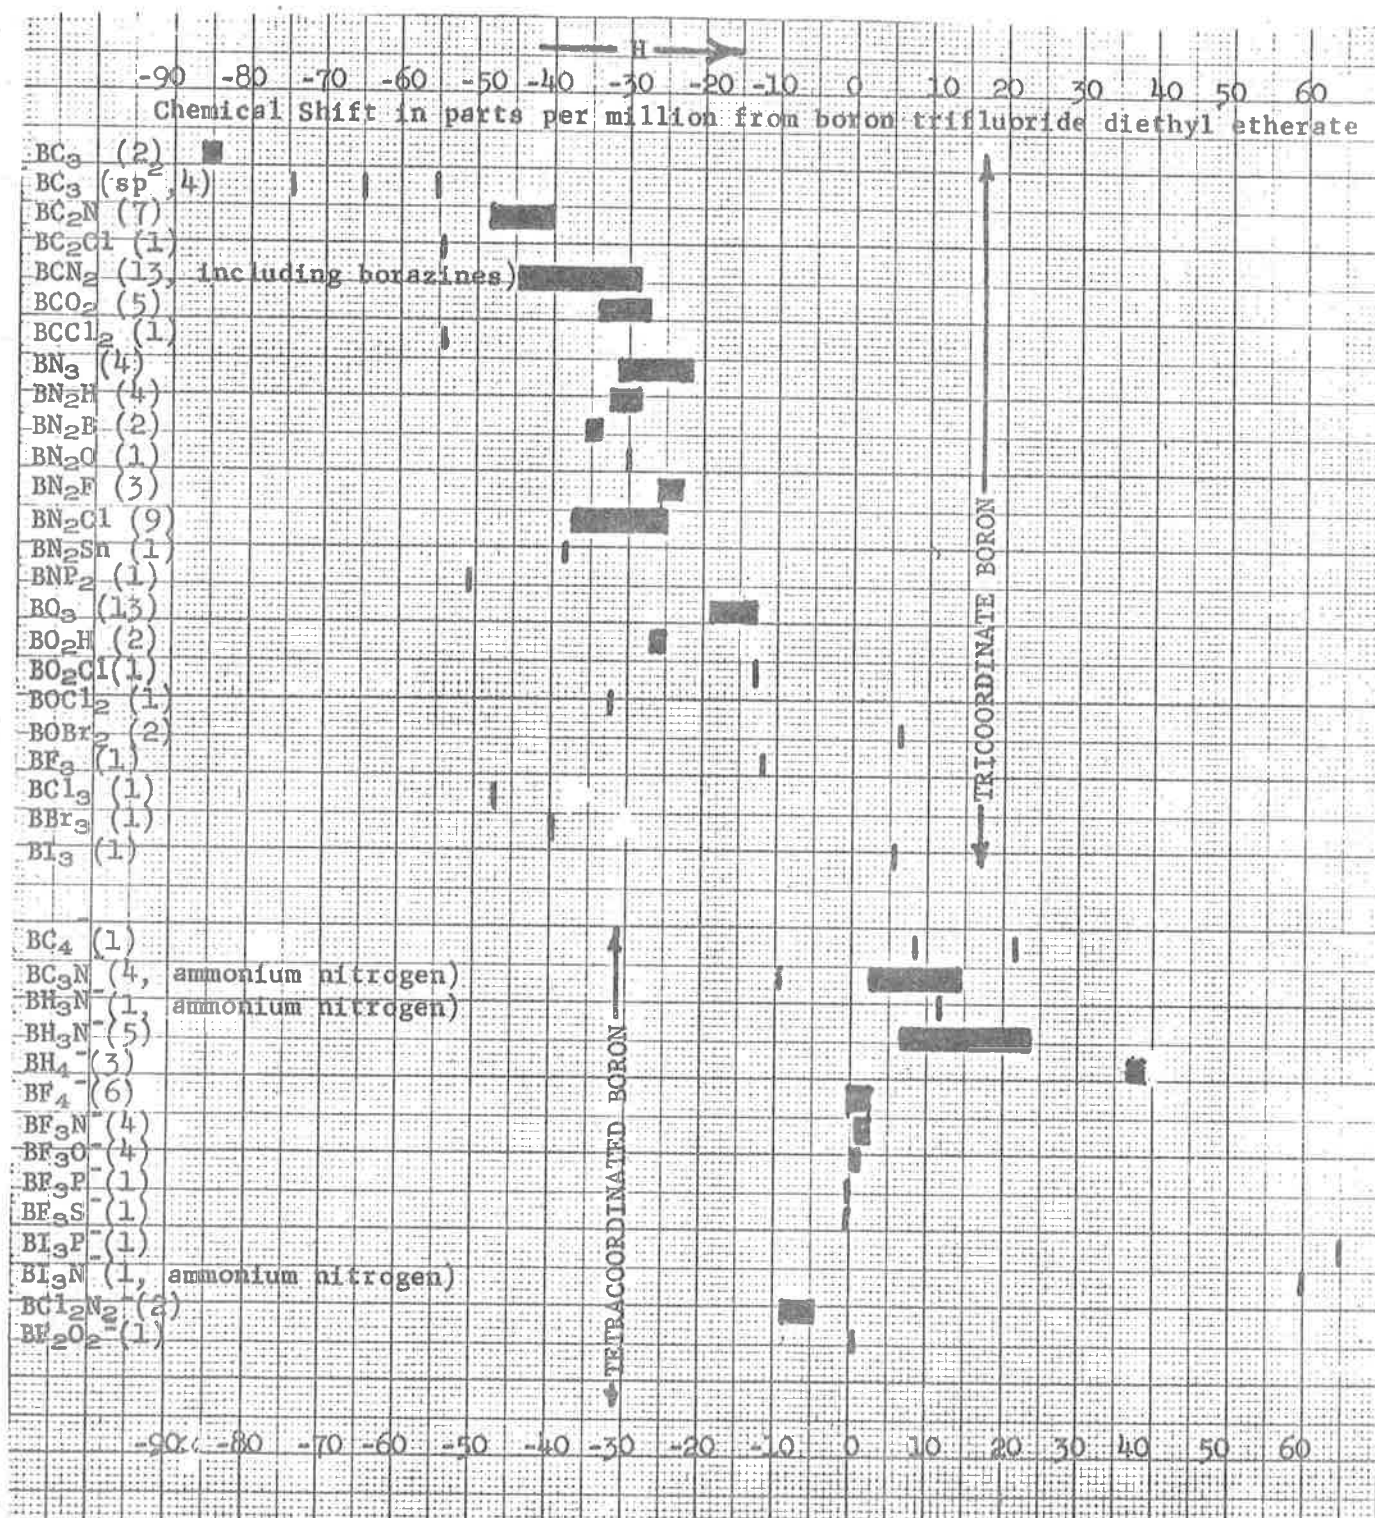 H
-90 -80 -70 -60 -50 -40 -30 -20 -10 0 10 20 30 40 50 60
Chemical Shift in parts per million from boron trifluoride diethyl etherate
BC₃ (2)
BC₃ (sp², 4)
BC₂N (7)
BC₂Cl (1)
BCN₂ (13, including borazines)
BCO₂ (5)
BCCl₂ (1)
BN₃ (4)
BN₂H (4)
BN₂B (2)
BN₂O (1)
BN₂F (3)
BN₂Cl (9)
BN₂Sn (1)
BNP₂ (1)
BO₃ (13)
BO₂H (2)
BO₂Cl(1)
BOCl₂ (1)
BOBr₂ (2)
BF₃ (1)
BCl₃ (1)
BBr₃ (1)
BI₃ (1)
TRICOORDINATE BORON
BC₄⁻(1)
BC₃N⁻(4, ammonium nitrogen)
BH₃N⁻(1, ammonium nitrogen)
BH₃N⁻(5)
BH₄⁻(3)
BF₄⁻(6)
BF₃N⁻(4)
BF₃O⁻(4)
BF₃P⁻(1)
BF₃S⁻(1)
BI₃P⁻(1)
BI₃N⁻(1, ammonium nitrogen)
BCl₂N₂⁻(2)
BF₂O₂⁻(1)
TETRACOORDINATED BORON
-90 -80 -70 -60 -50 -40 -30 -20 -10 0 10 20 30 40 50 60